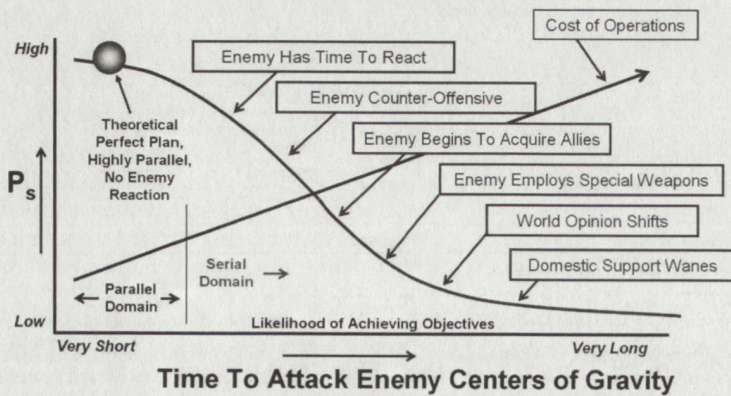 Cost of Operations
High
Enemy Has Time To React
Enemy Counter-Offensive
Theoretical
Perfect Plan,
Highly Parallel,
No Enemy
Reaction
Enemy Begins To Acquire Allies
Ps
Enemy Employs Special Weapons
World Opinion Shifts
Serial
Domain
Domestic Support Wanes
Parallel
Domain
Low
Likelihood of Achieving Objectives
Very Short
Very Long
Time To Attack Enemy Centers of Gravity